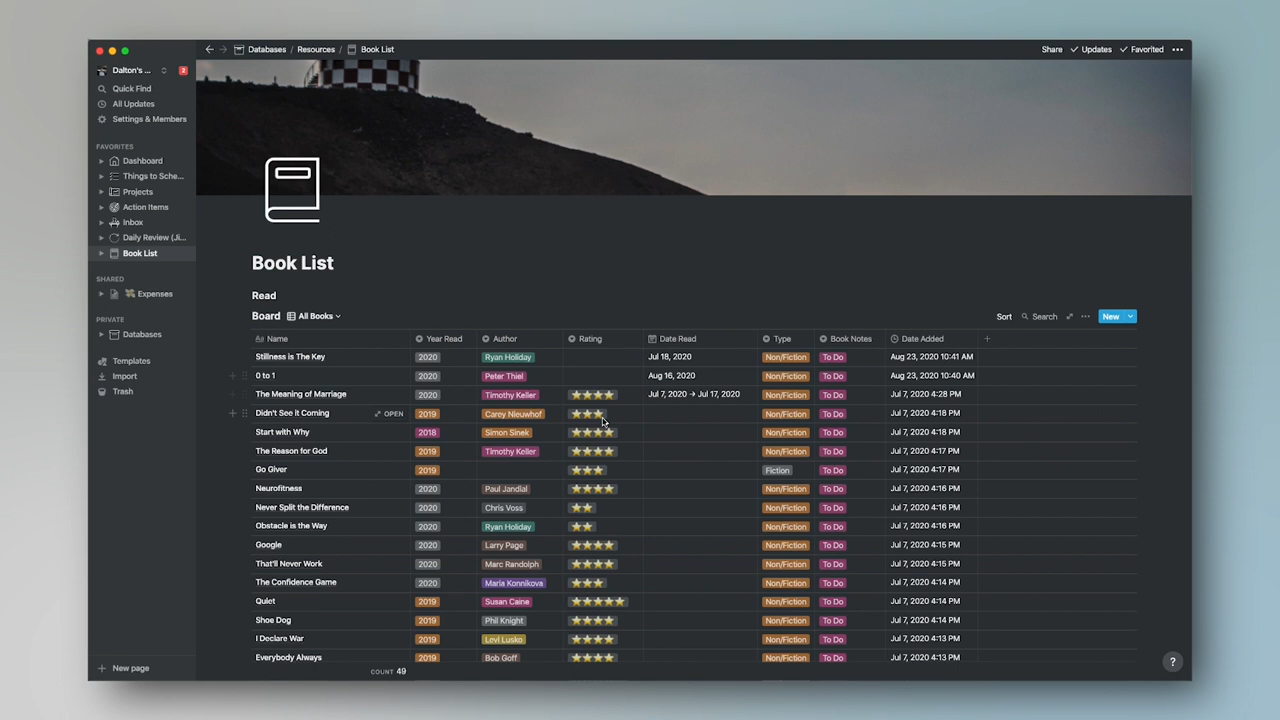 Databases / Resources / Book List Share Updates Favorited •••
Dalton's ... 2
Quick Find
All Updates
Settings & Members
FAVORITES
Dashboard
Things to Sche...
Projects
Action Items
Inbox
Daily Review (Ji...
Book List
SHARED
Expenses
PRIVATE
Databases
Templates
Import
Trash
New page
Book List
Read
Board All Books Sort Search ••• New
Name Year Read Author Rating Date Read Type Book Notes Date Added +
Stillness is The Key 2020 Ryan Holiday Jul 18, 2020 Non/Fiction To Do Aug 23, 2020 10:41 AM
0 to 1 2020 Peter Thiel Aug 16, 2020 Non/Fiction To Do Aug 23, 2020 10:40 AM
The Meaning of Marriage 2020 Timothy Keller ⭐⭐⭐⭐ Jul 7, 2020 → Jul 17, 2020 Non/Fiction To Do Jul 7, 2020 4:28 PM
Didn't See it Coming OPEN 2019 Carey Nieuwhof ⭐⭐⭐ Non/Fiction To Do Jul 7, 2020 4:18 PM
Start with Why 2018 Simon Sinek ⭐⭐⭐⭐ Non/Fiction To Do Jul 7, 2020 4:18 PM
The Reason for God 2019 Timothy Keller ⭐⭐⭐⭐ Non/Fiction To Do Jul 7, 2020 4:17 PM
Go Giver 2019 ⭐⭐⭐ Fiction To Do Jul 7, 2020 4:17 PM
Neurofitness 2020 Paul Jandial ⭐⭐⭐⭐ Non/Fiction To Do Jul 7, 2020 4:16 PM
Never Split the Difference 2020 Chris Voss ⭐⭐ Non/Fiction To Do Jul 7, 2020 4:16 PM
Obstacle is the Way 2020 Ryan Holiday ⭐⭐ Non/Fiction To Do Jul 7, 2020 4:16 PM
Google 2020 Larry Page ⭐⭐⭐⭐ Non/Fiction To Do Jul 7, 2020 4:15 PM
That'll Never Work 2020 Marc Randolph ⭐⭐⭐⭐ Non/Fiction To Do Jul 7, 2020 4:15 PM
The Confidence Game 2020 Maria Konnikova ⭐⭐⭐ Non/Fiction To Do Jul 7, 2020 4:14 PM
Quiet 2019 Susan Caine ⭐⭐⭐⭐⭐ Non/Fiction To Do Jul 7, 2020 4:14 PM
Shoe Dog 2019 Phil Knight ⭐⭐⭐⭐ Non/Fiction To Do Jul 7, 2020 4:14 PM
I Declare War 2019 Levi Lusko ⭐⭐⭐⭐ Non/Fiction To Do Jul 7, 2020 4:13 PM
Everybody Always 2019 Bob Goff ⭐⭐⭐⭐ Non/Fiction To Do Jul 7, 2020 4:13 PM
COUNT 49
?